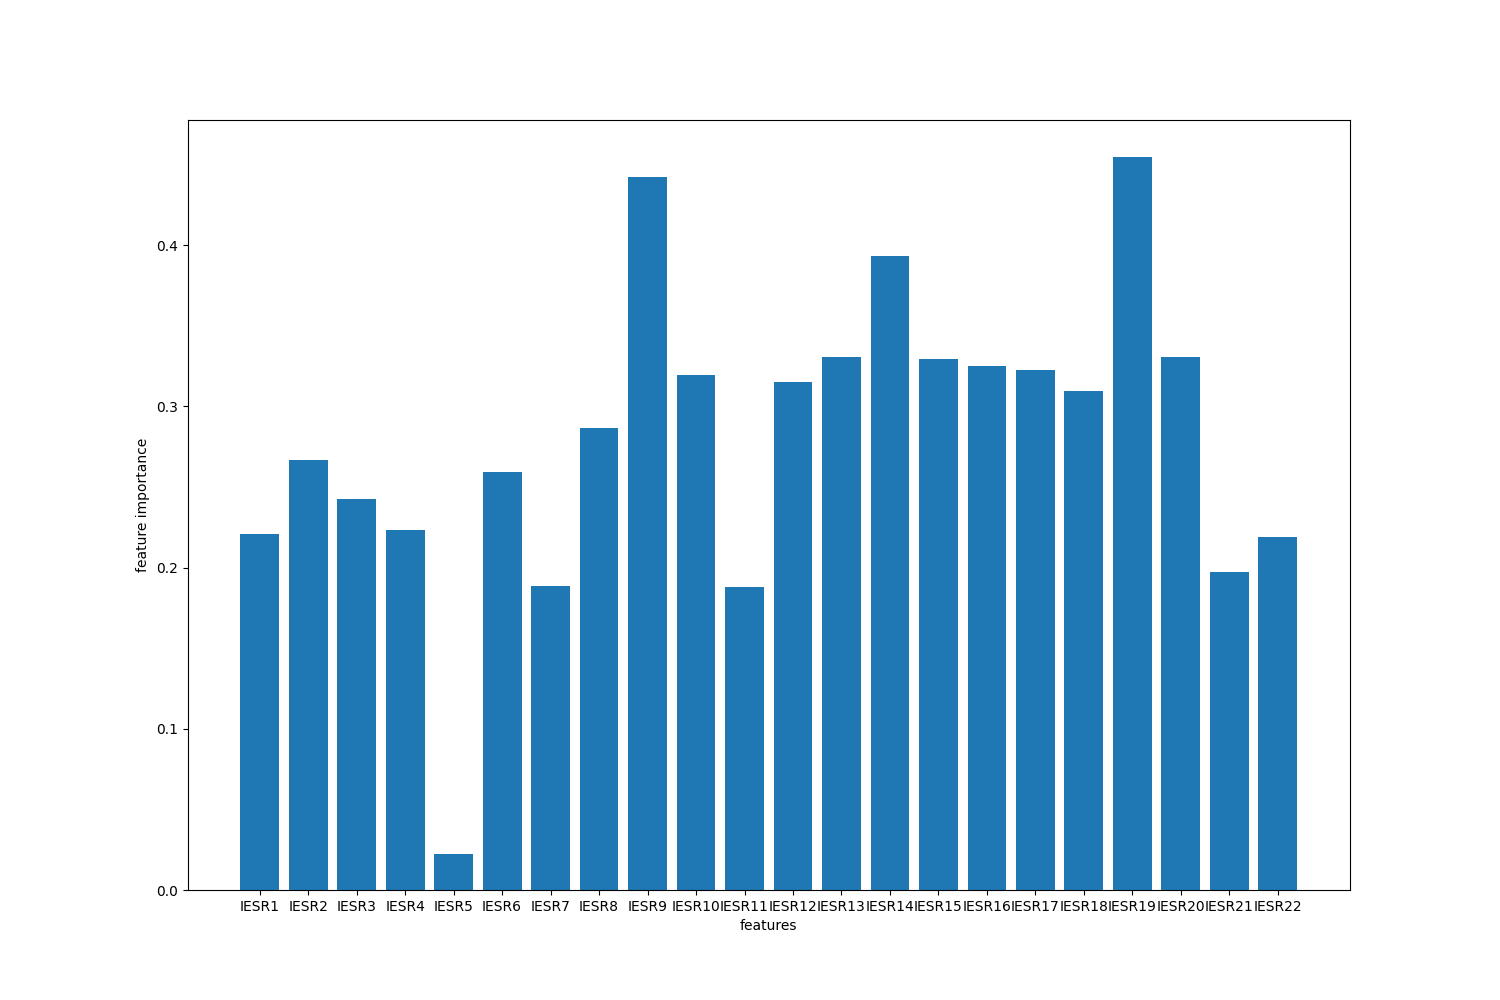 0.4
0.3
0.2
0.1
0.0
feature importance
IESR1 IESR2 IESR3 IESR4 IESR5 IESR6 IESR7 IESR8 IESR9 IESR10 IESR11 IESR12 IESR13 IESR14 IESR15 IESR16 IESR17 IESR18 IESR19 IESR20 IESR21 IESR22
features